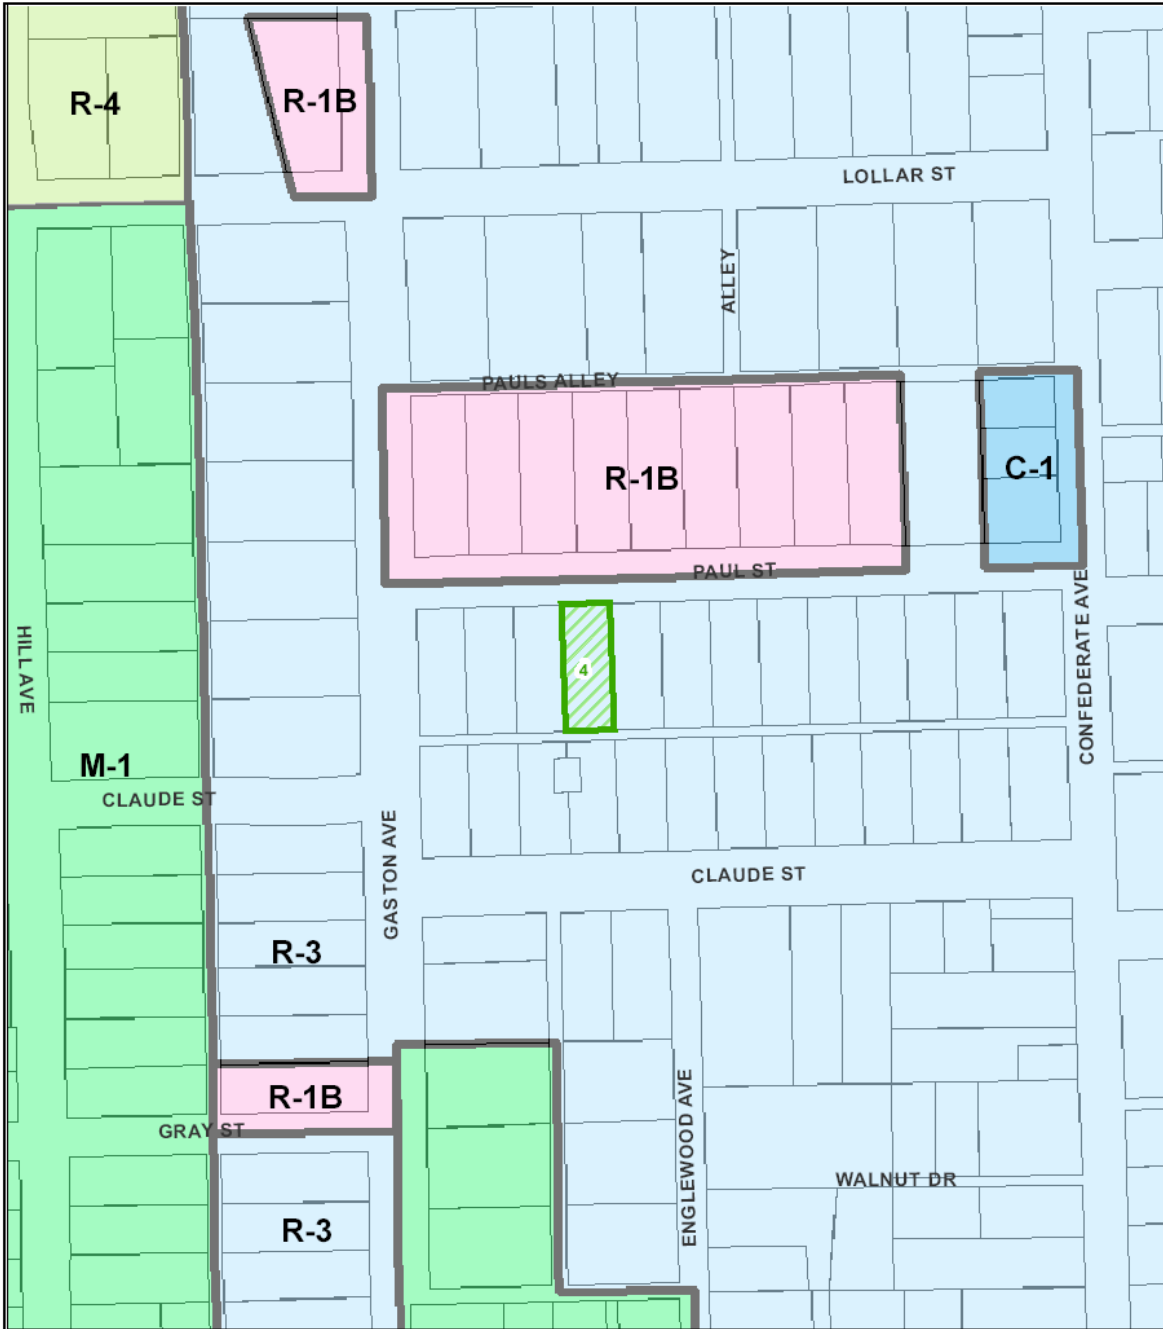 R-4
R-1B
LOLLAR ST
ALLEY
PAULS ALLEY
R-1B
C-1
PAUL ST
HILL AVE
4
CONFEDERATE AVE
M-1
CLAUDE ST
GASTON AVE
CLAUDE ST
R-3
R-1B
GRAY ST
ENGLEWOOD AVE
WALNUT DR
R-3